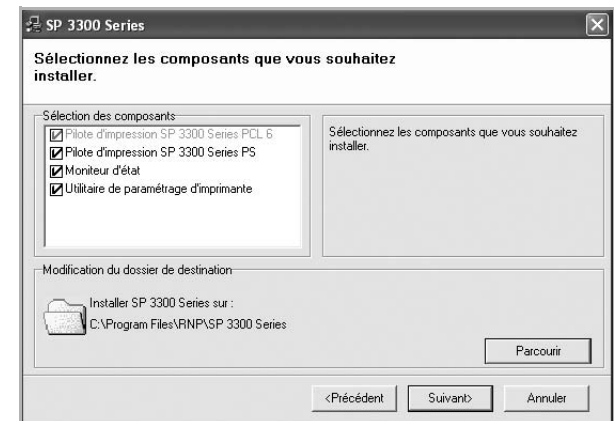 SP 3300 Series
Sélectionnez les composants que vous souhaitez
installer.
Sélection des composants
Pilote d'impression SP 3300 Series PCL 6
Pilote d'impression SP 3300 Series PS
Moniteur d'état
Utilitaire de paramétrage d'imprimante
Sélectionnez les composants que vous souhaitez
installer.
Modification du dossier de destination
Installer SP 3300 Series sur :
C:\Program Files\RNP\SP 3300 Series
Parcourir
<Précédent
Suivant>
Annuler